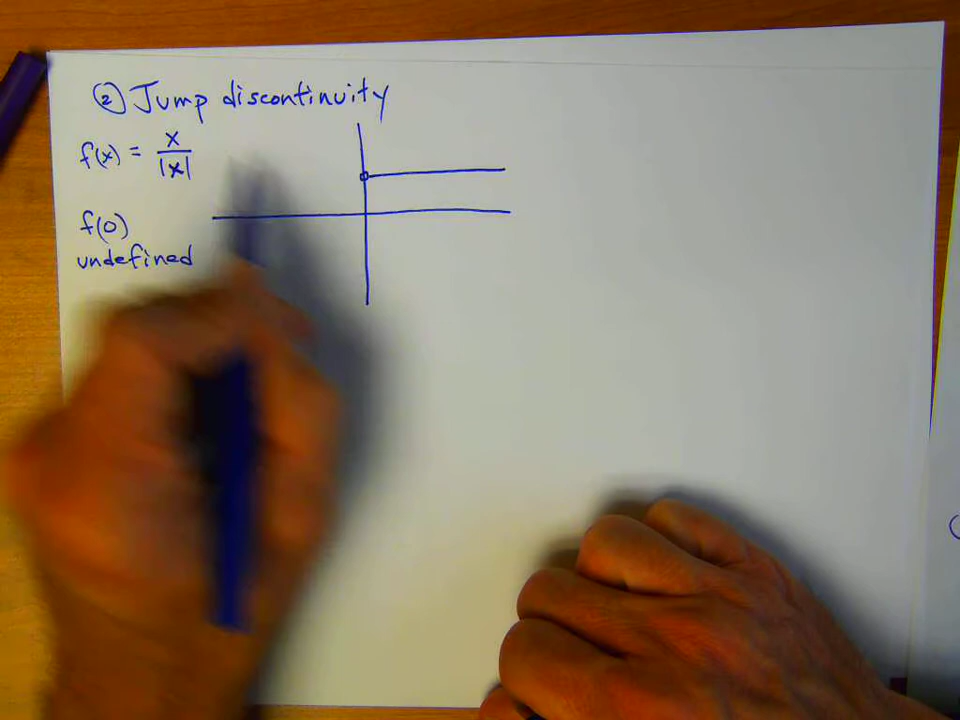 ② Jump discontinuity
f(x) = x/|x|
f(0)
undefined